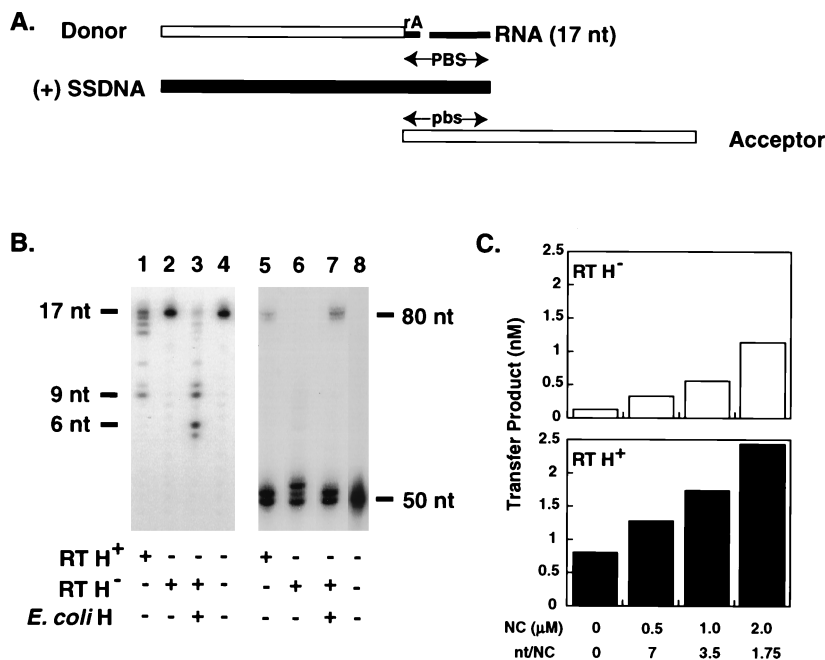 A.
Donor
rA
RNA (17 nt)
PBS
(+) SSDNA
pbs
Acceptor
B.
1 2 3 4 5 6 7 8
17 nt
9 nt
6 nt
80 nt
50 nt
RT H+ + - - - + - - -
RT H- - + + - - + + -
E. coli H - - + - - - + -
C.
Transfer Product (nM)
RT H-
2.5
2
1.5
1
0.5
0
RT H+
2.5
2
1.5
1
0.5
0
NC (μM) 0 0.5 1.0 2.0
nt/NC 0 7 3.5 1.75